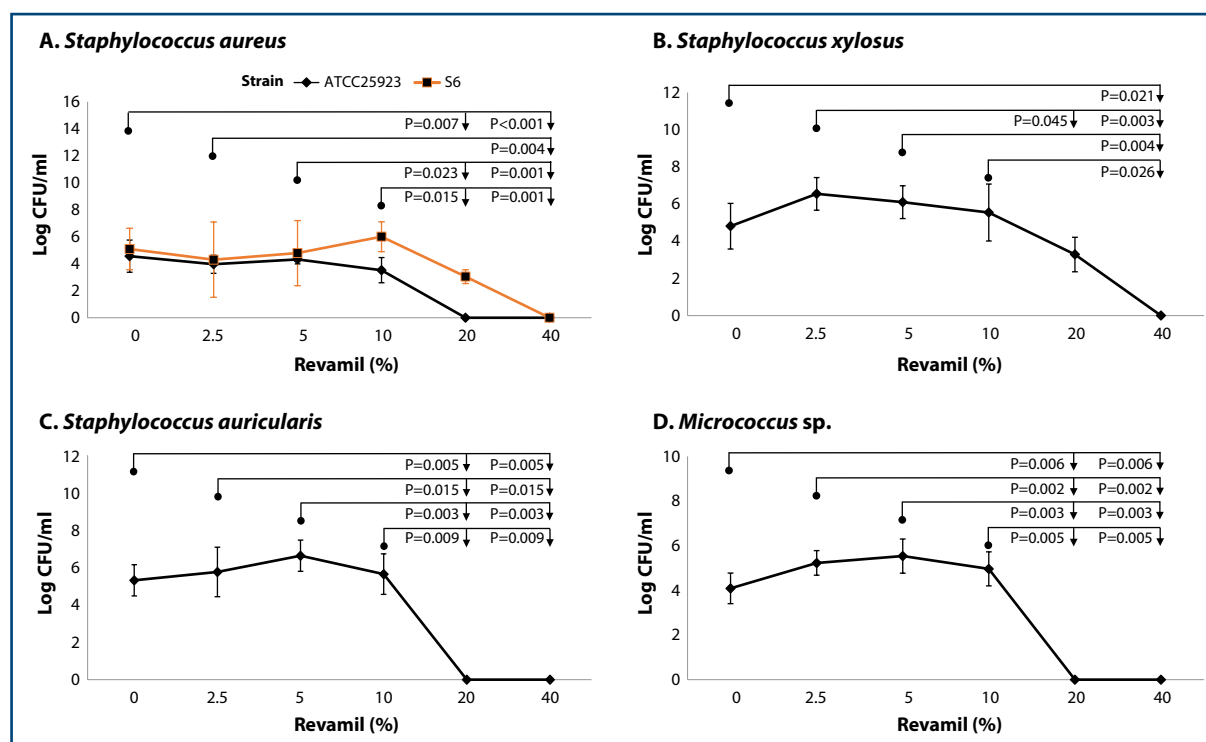 A. Staphylococcus aureus
Strain ATCC25923 S6
Log CFU/ml
16
14
12
10
8
6
4
2
0
P=0.007 P<0.001
P=0.004
P=0.023 P=0.001
P=0.015 P=0.001
0 2.5 5 10 20 40
Revamil (%)
B. Staphylococcus xylosus
Log CFU/ml
12
10
8
6
4
2
0
P=0.021
P=0.045 P=0.003
P=0.004
P=0.026
0 2.5 5 10 20 40
Revamil (%)
C. Staphylococcus auricularis
Log CFU/ml
12
10
8
6
4
2
0
P=0.005 P=0.005
P=0.015 P=0.015
P=0.003 P=0.003
P=0.009 P=0.009
0 2.5 5 10 20 40
Revamil (%)
D. Micrococcus sp.
Log CFU/ml
10
8
6
4
2
0
P=0.006 P=0.006
P=0.002 P=0.002
P=0.003 P=0.003
P=0.005 P=0.005
0 2.5 5 10 20 40
Revamil (%)